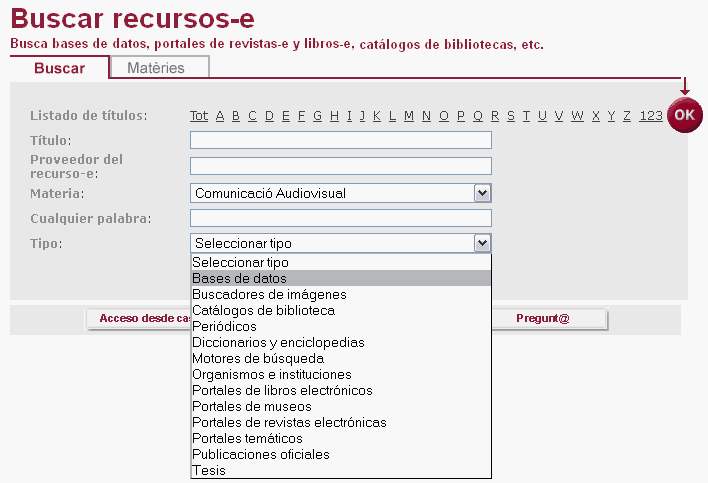 Buscar recursos-e
Busca bases de datos, portales de revistas-e y libros-e, catálogos de bibliotecas, etc.
Buscar Matèries
Listado de títulos: Tot A B C D E F G H I J K L M N O P Q R S T U V W X Y Z 123 OK
Título:
Proveedor del
recurso-e:
Materia: Comunicació Audiovisual
Cualquier palabra:
Tipo: Seleccionar tipo
Seleccionar tipo
Bases de datos
Buscadores de imágenes
Catálogos de biblioteca
Acceso desde cas Pregunt@
Periódicos
Diccionarios y enciclopedias
Motores de búsqueda
Organismos e instituciones
Portales de libros electrónicos
Portales de museos
Portales de revistas electrónicas
Portales temáticos
Publicaciones oficiales
Tesis